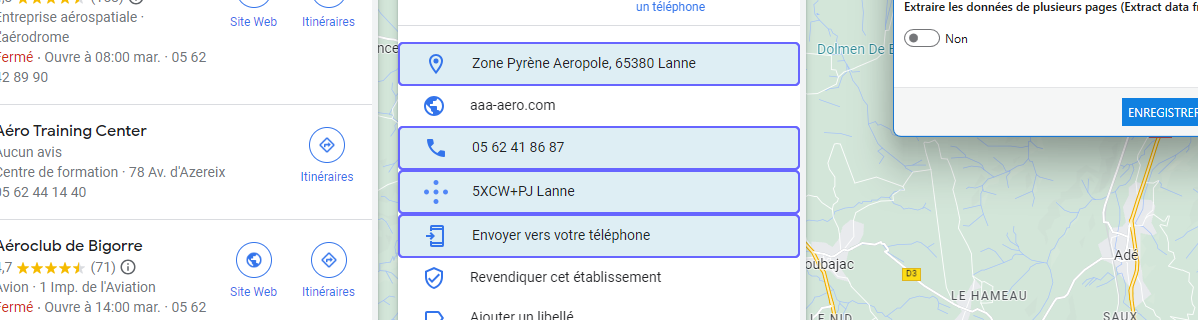 Entreprise aérospatiale ·
Zaérodrome
Fermé · Ouvre à 08:00 mar. · 05 62
42 89 90
Site Web
Itinéraires
Aéro Training Center
Aucun avis
Centre de formation · 78 Av. d'Azereix
05 62 44 14 40
Itinéraires
Aéroclub de Bigorre
4,7 (71)
Avion · 1 Imp. de l'Aviation
Fermé · Ouvre à 14:00 mar. · 05 62
Site Web
Itinéraires
un téléphone
Zone Pyrène Aeropole, 65380 Lanne
aaa-aero.com
05 62 41 86 87
5XCW+PJ Lanne
Envoyer vers votre téléphone
Revendiquer cet établissement
Ajouter un libellé
Dolmen De
oubajac
D3
LE HAMEAU
Adé
SAUX
LE NID
Extraire les données de plusieurs pages (Extract data f
Non
ENREGISTRER